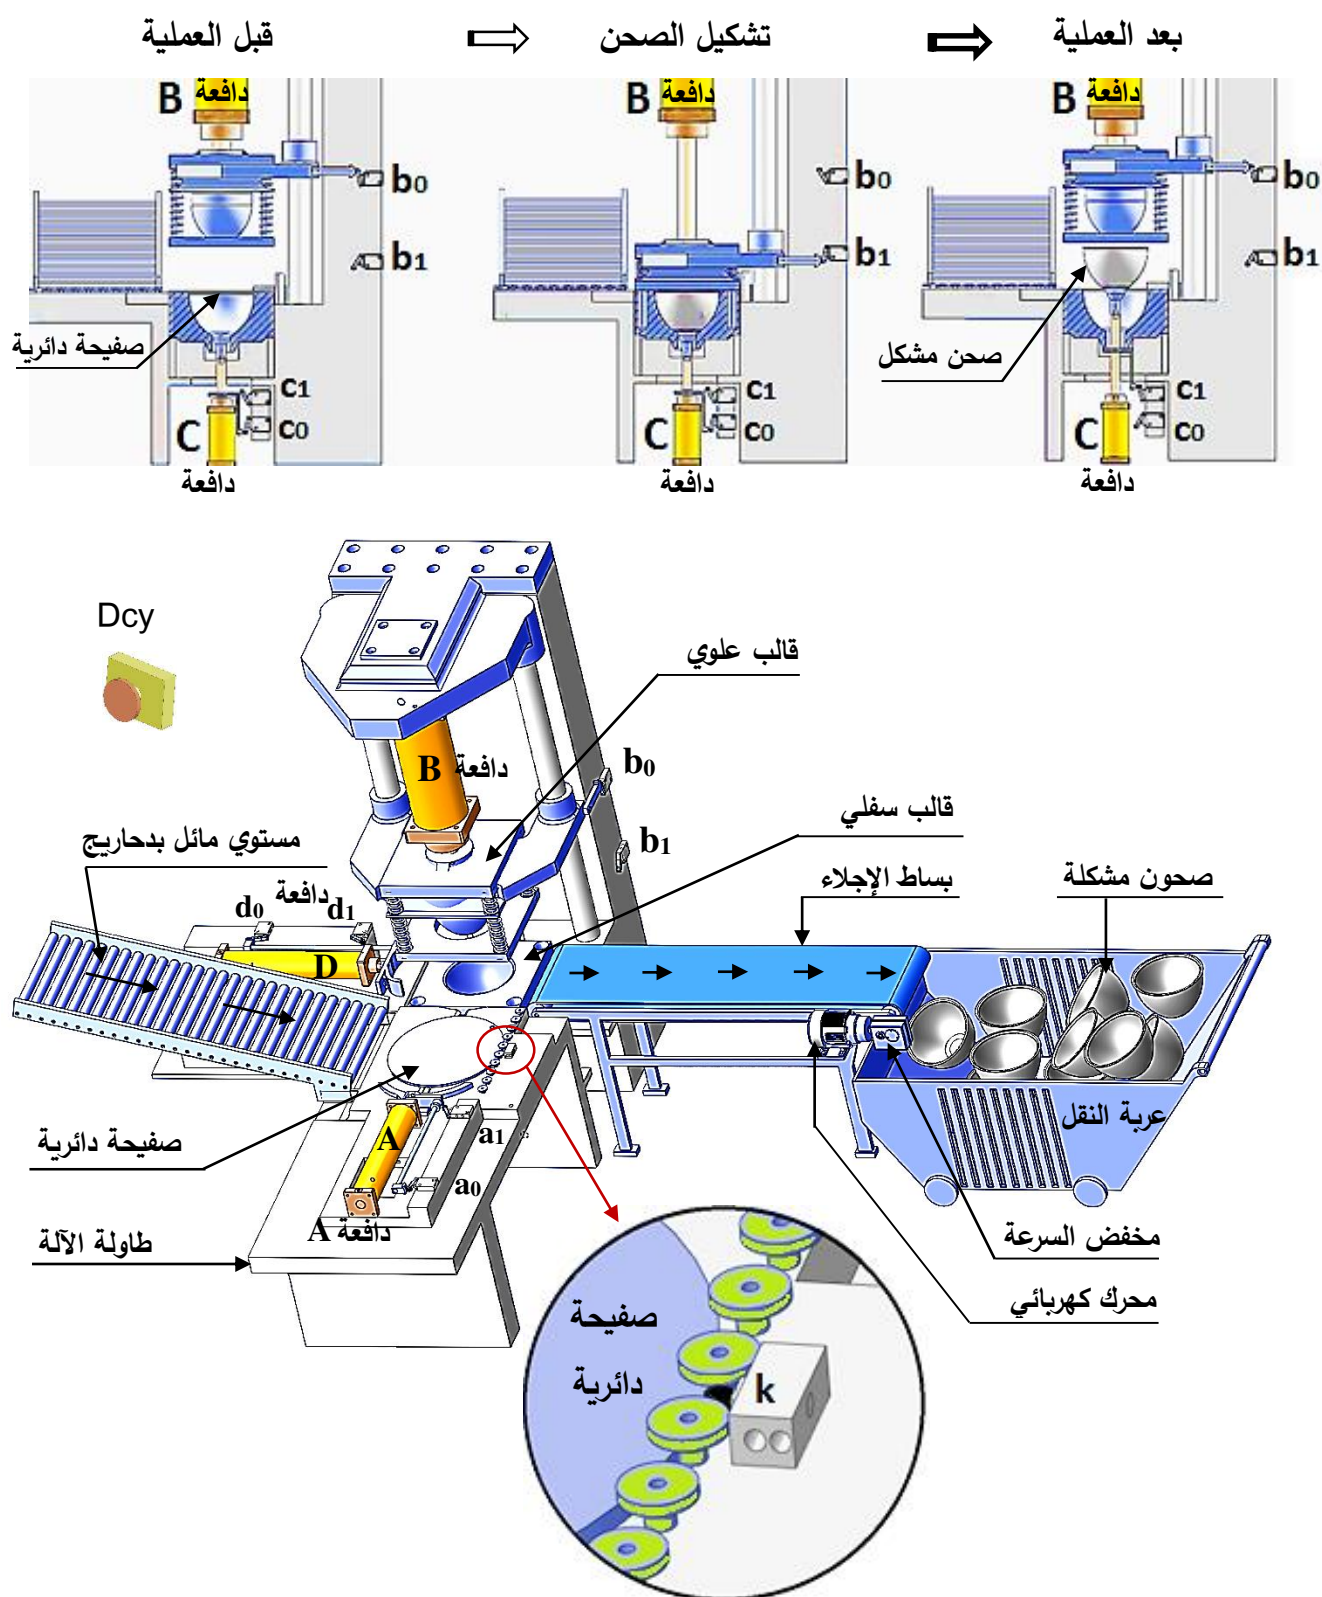 قبل العملية
تشكيل الصحن
بعد العملية
B
دافعة
b0
b1
صفيحة دائرية
c1
c0
C
دافعة
B
دافعة
b0
b1
c1
c0
C
دافعة
B
دافعة
b0
b1
صحن مشكل
c1
c0
C
دافعة
Dcy
قالب علوي
B دافعة
b0
قالب سفلي
b1
مستوي مائل بدحاريج
بساط الإجلاء
صحون مشكلة
دافعة
d0
d1
D
صفيحة دائرية
A
a1
a0
عربة النقل
دافعة A
طاولة الآلة
مخفض السرعة
محرك كهربائي
صفيحة
دائرية
k